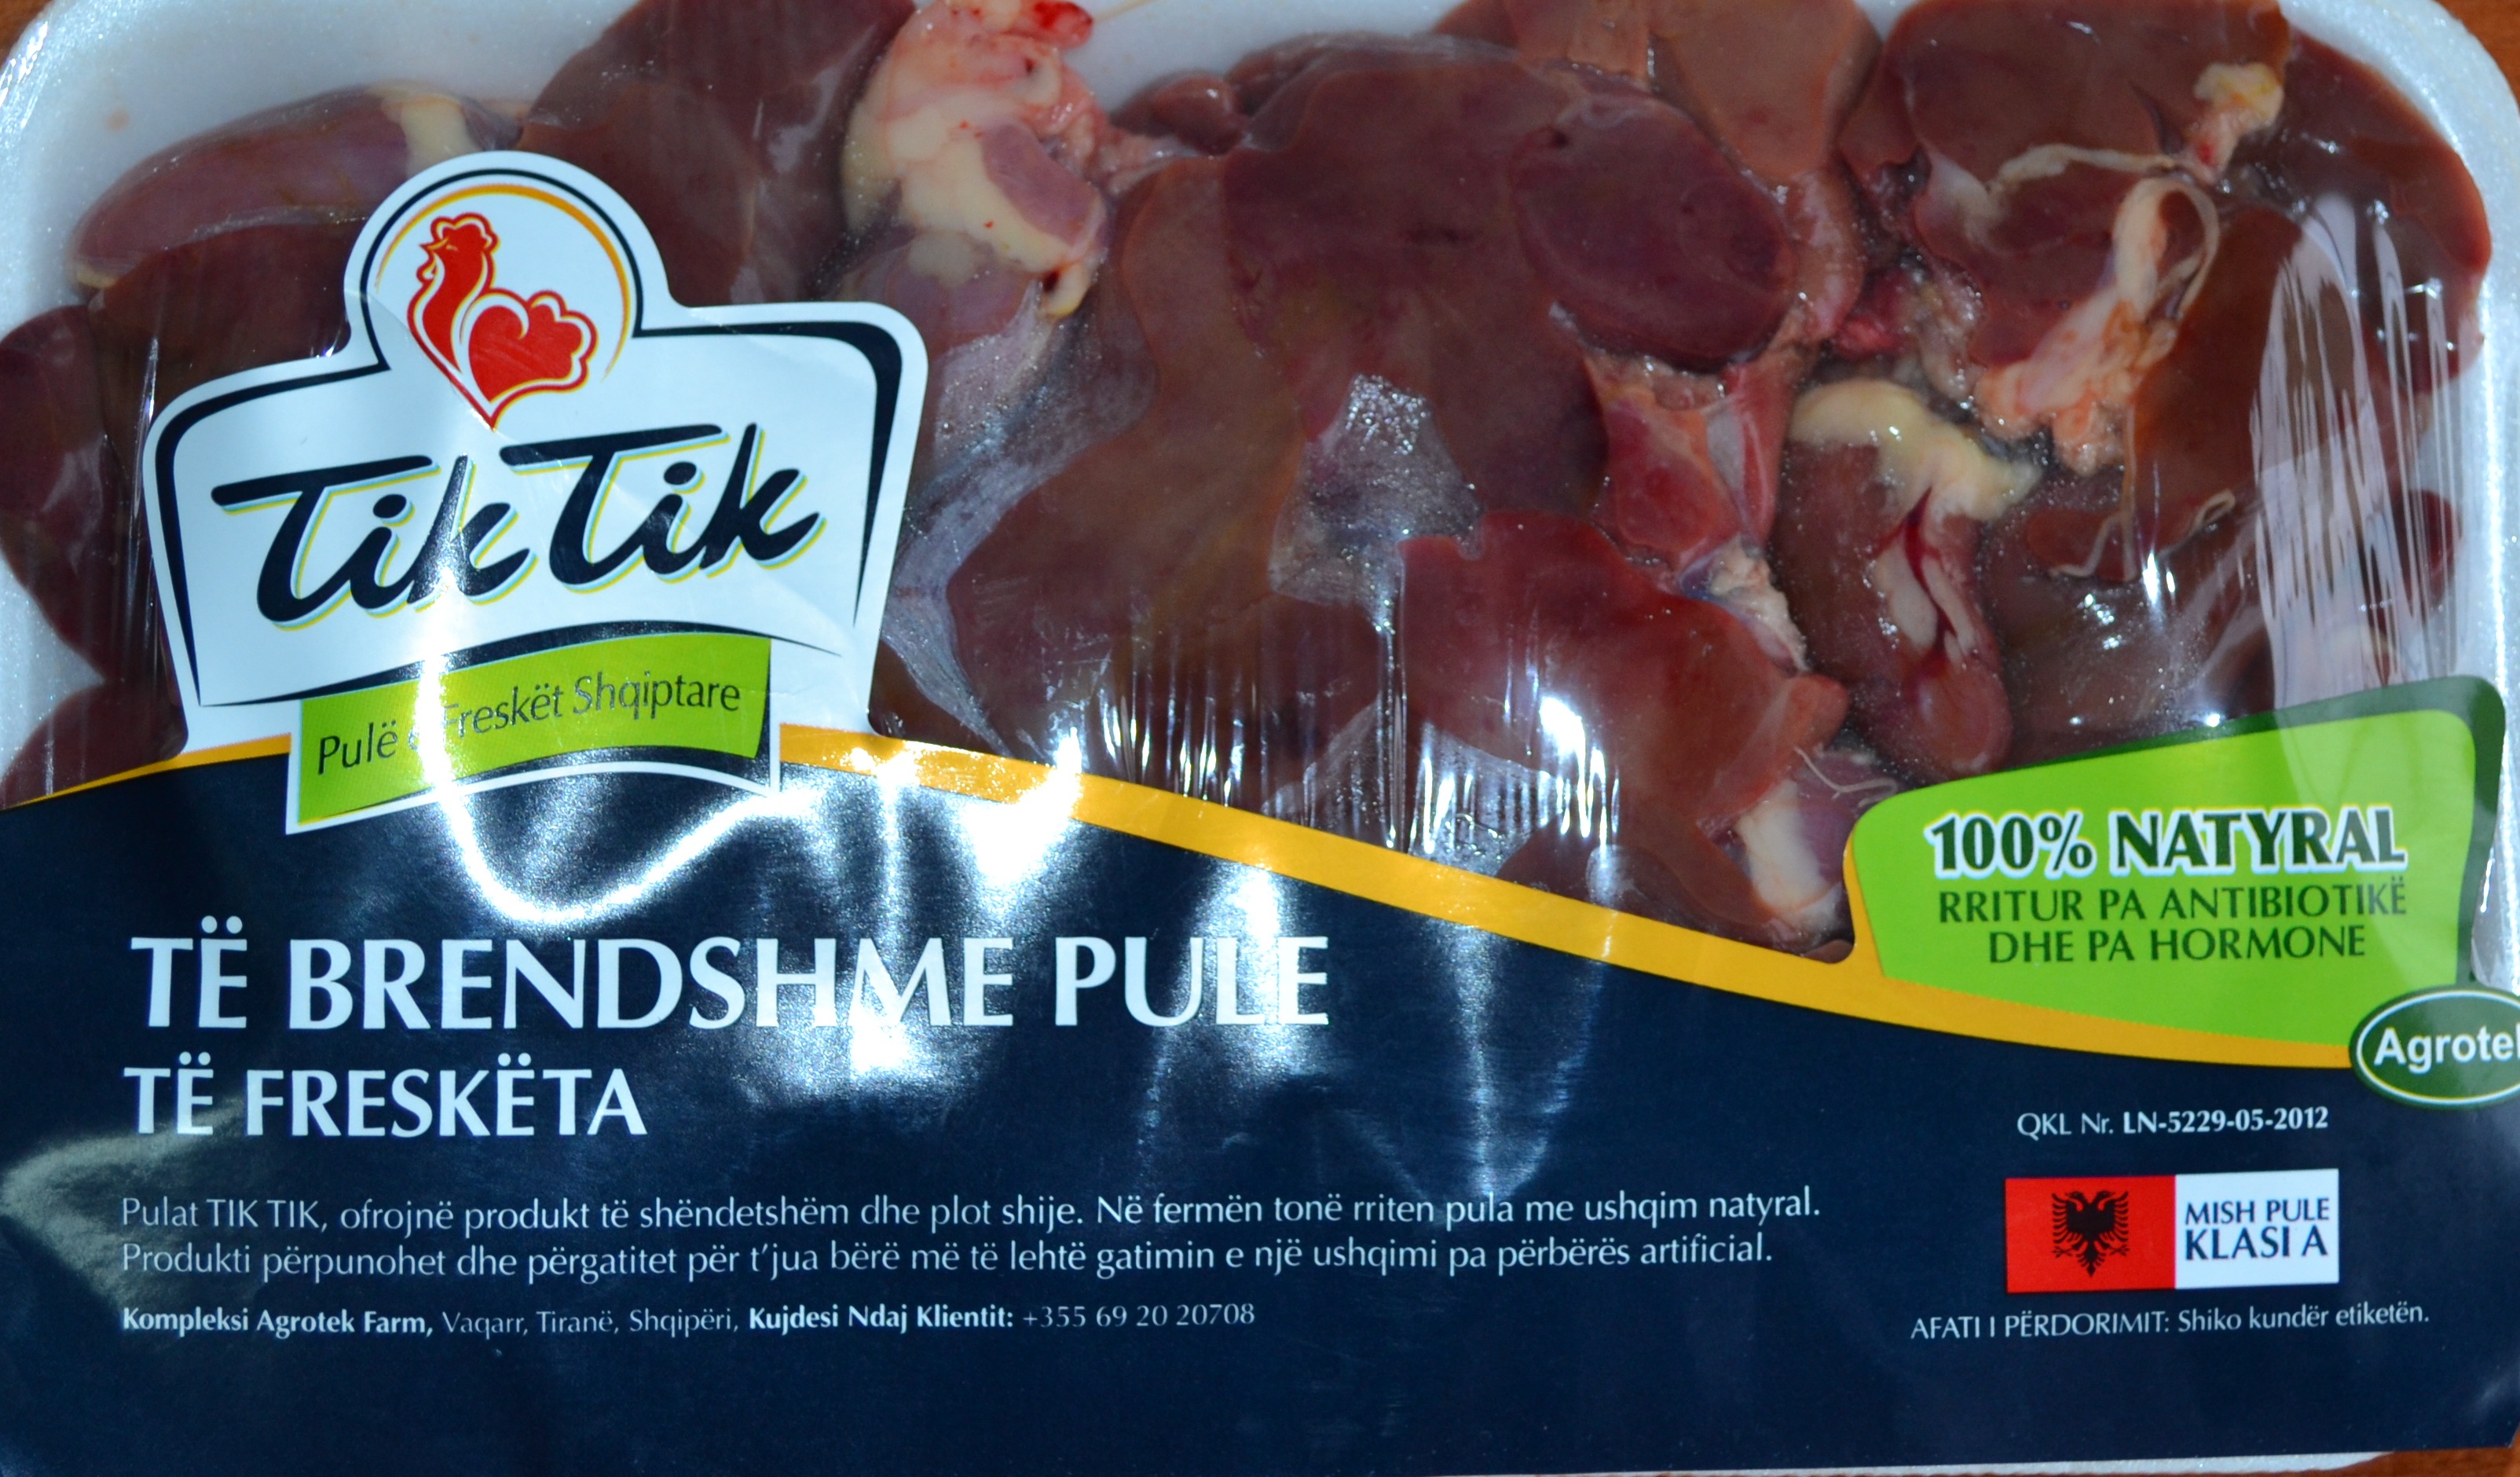 Tik Tik
Pulë Freskët Shqiptare
100% NATYRAL
RRITUR PA ANTIBIOTIKË
DHE PA HORMONE
TË BRENDSHME PULE
TË FRESKËTA
QKL Nr. LN-5229-05-2012
Pulat TIK TIK, ofrojnë produkt të shëndetshëm dhe plot shije. Në fermën tonë rriten pula me ushqim natyral.
Produkti përpunohet dhe përgatitet për t'jua bërë më të lehtë gatimin e një ushqimi pa përbërës artificial.
MISH PULE
KLASI A
Kompleksi Agrotek Farm, Vaqarr, Tiranë, Shqipëri, Kujdesi Ndaj Klientit: +355 69 20 20708
AFATI I PËRDORIMIT: Shiko kundër etiketën.